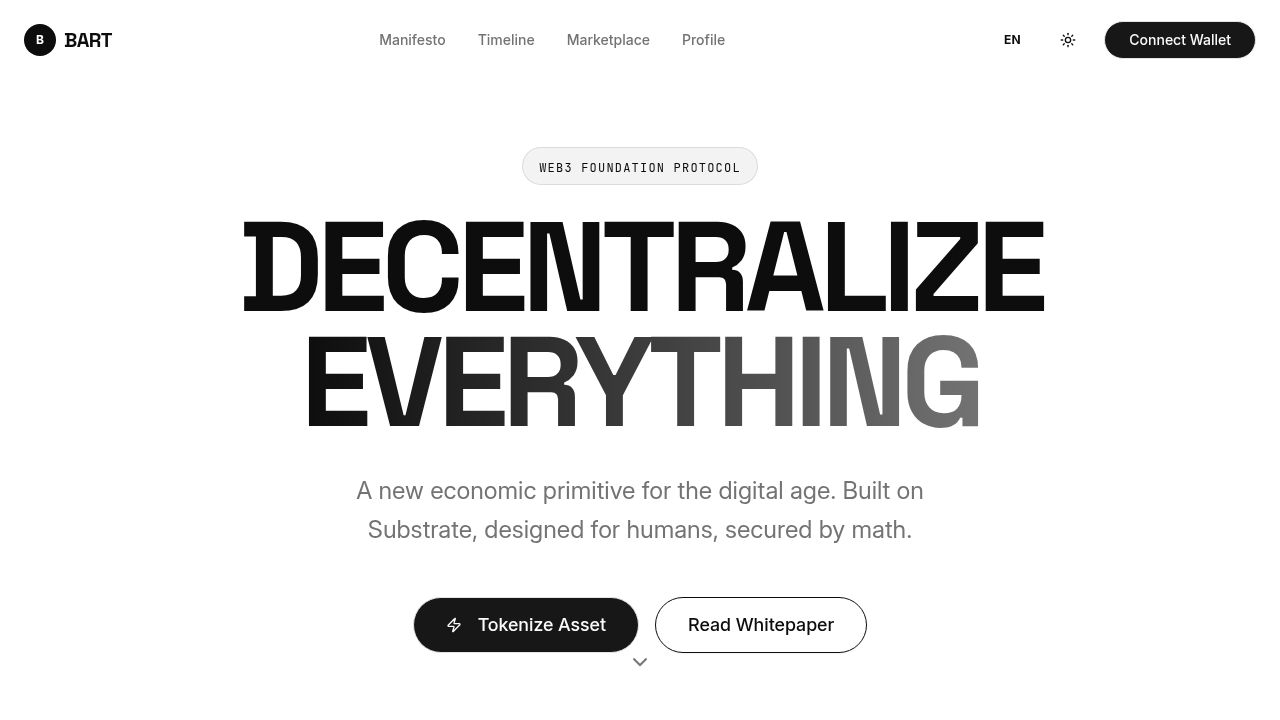 B BART
Manifesto Timeline Marketplace Profile
EN
Connect Wallet
WEB3 FOUNDATION PROTOCOL
DECENTRALIZE
EVERYTHING
A new economic primitive for the digital age. Built on
Substrate, designed for humans, secured by math.
Tokenize Asset
Read Whitepaper